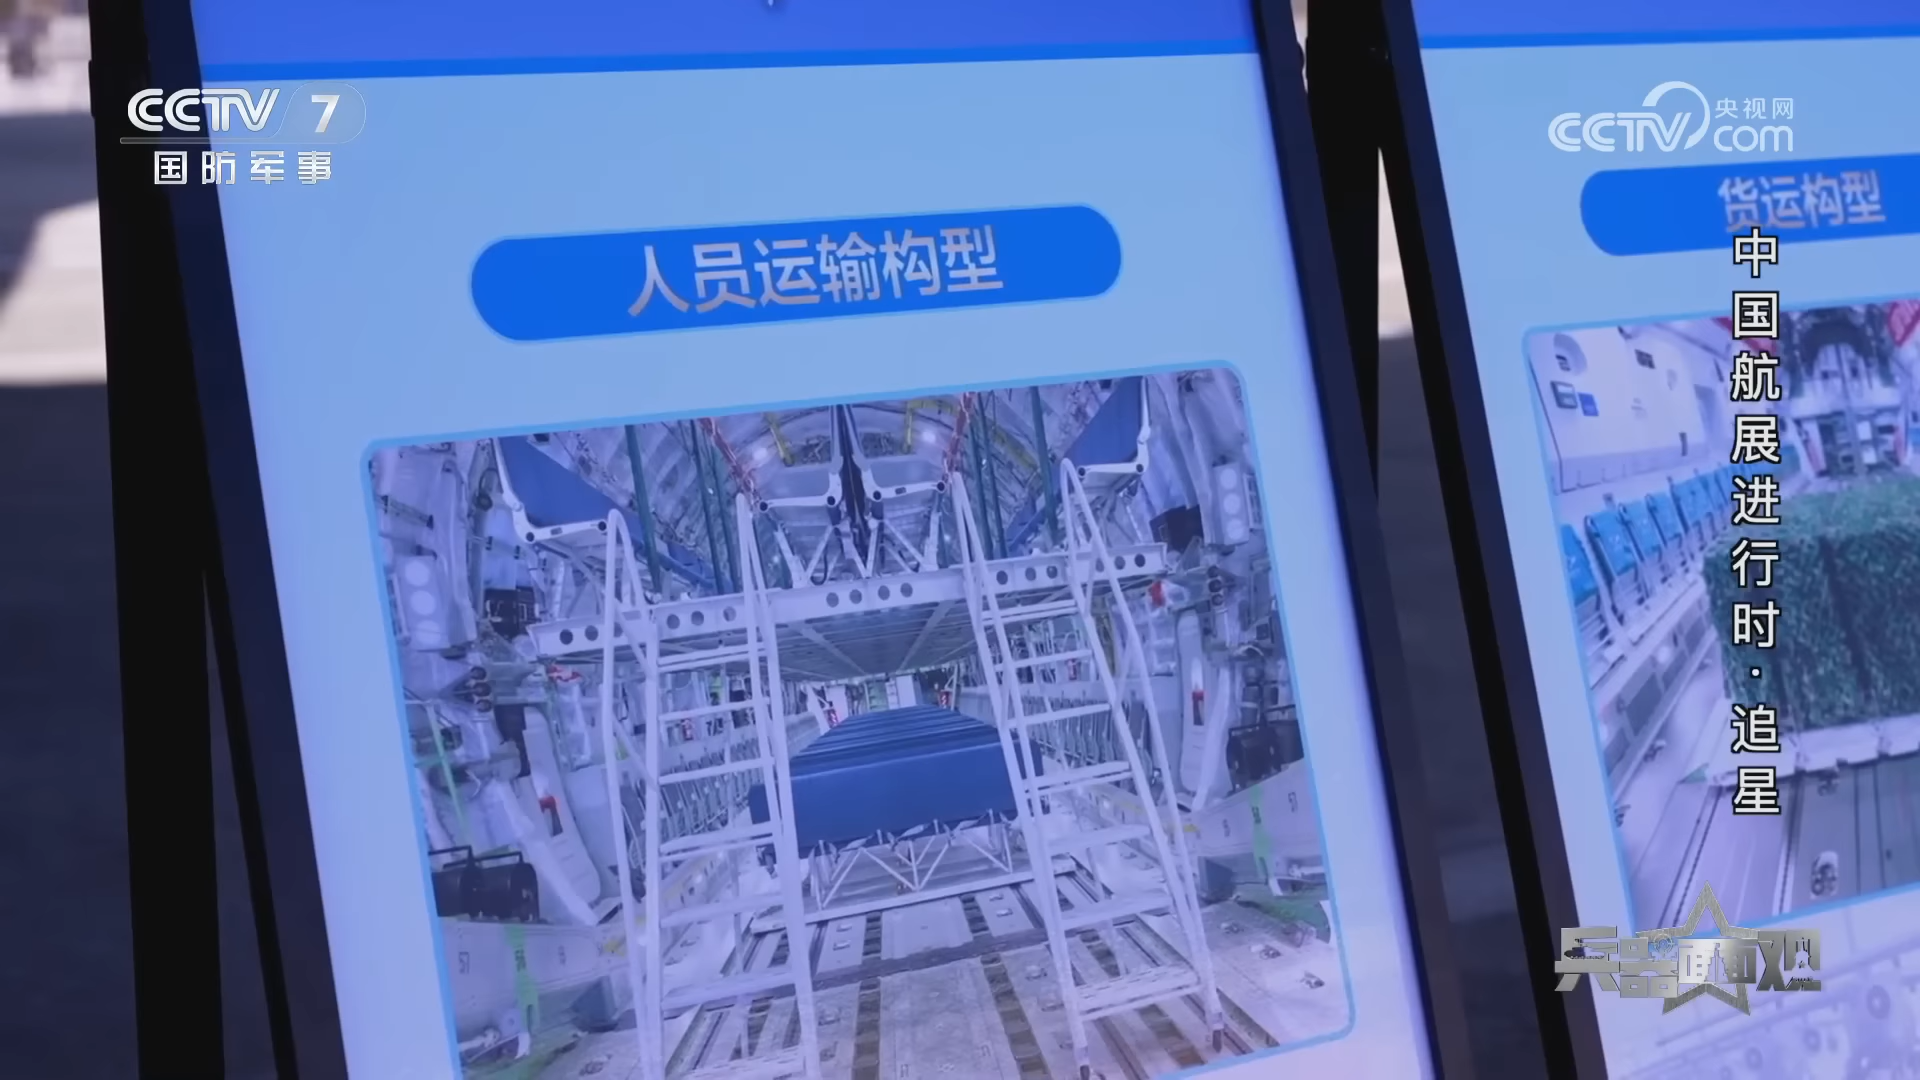 CCTV 7
国防军事
央视网
CCTV.com
人员运输构型
货运构型
中国航展进行时·追星
兵器面面观